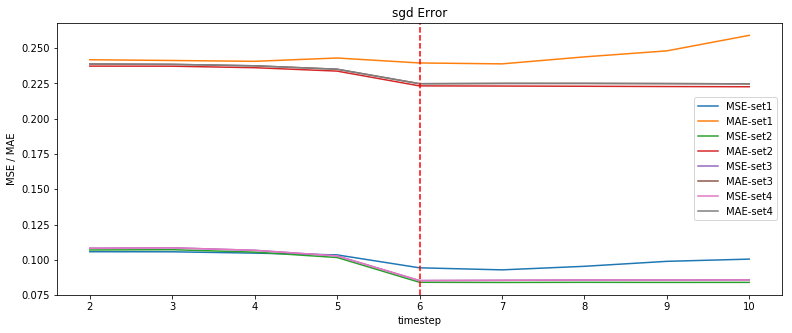 sgd Error
MSE / MAE
0.250
0.225
0.200
0.175
0.150
0.125
0.100
0.075
MSE-set1
MAE-set1
MSE-set2
MAE-set2
MSE-set3
MAE-set3
MSE-set4
MAE-set4
2 3 4 5 6 7 8 9 10
timestep